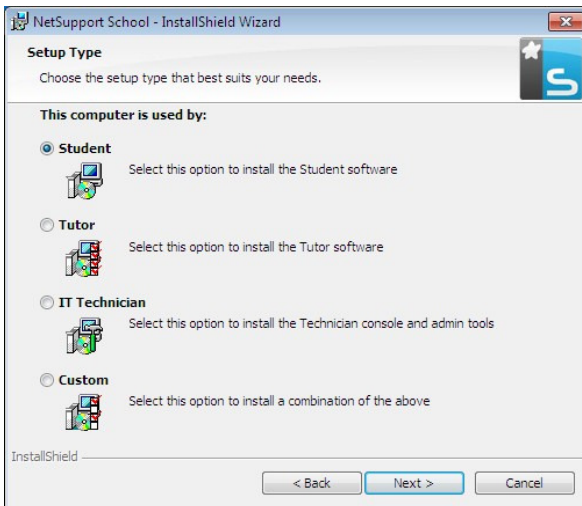 NetSupport School - InstallShield Wizard
Setup Type
Choose the setup type that best suits your needs.
S
This computer is used by:
Student
Select this option to install the Student software
Tutor
Select this option to install the Tutor software
IT Technician
Select this option to install the Technician console and admin tools
Custom
Select this option to install a combination of the above
InstallShield
< Back Next > Cancel